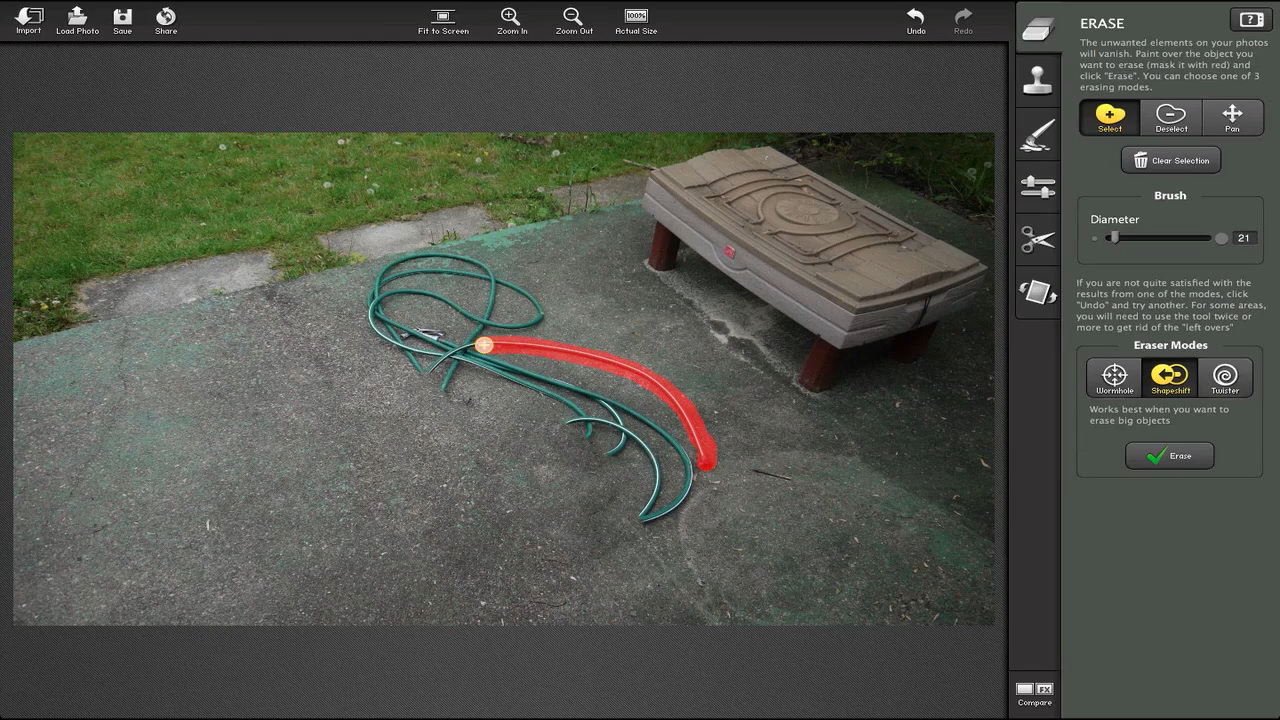 Import
Load Photo
Save
Share
Fit to Screen
Zoom In
Zoom Out
100%
Actual Size
Undo
Redo
ERASE
?
The unwanted elements on your photos
will vanish. Paint over the object you
want to erase (mask it with red) and
click "Erase". You can choose one of 3
erasing modes.
Select
Deselect
Pan
Clear Selection
Brush
Diameter
21
If you are not quite satisfied with the
results from one of the modes, click
"Undo" and try another. For some areas,
you will need to use the tool twice or
more to get rid of the "left overs"
Eraser Modes
Wormhole
Shapeshift
Twister
Works best when you want to
erase big objects
Erase
FX
Compare